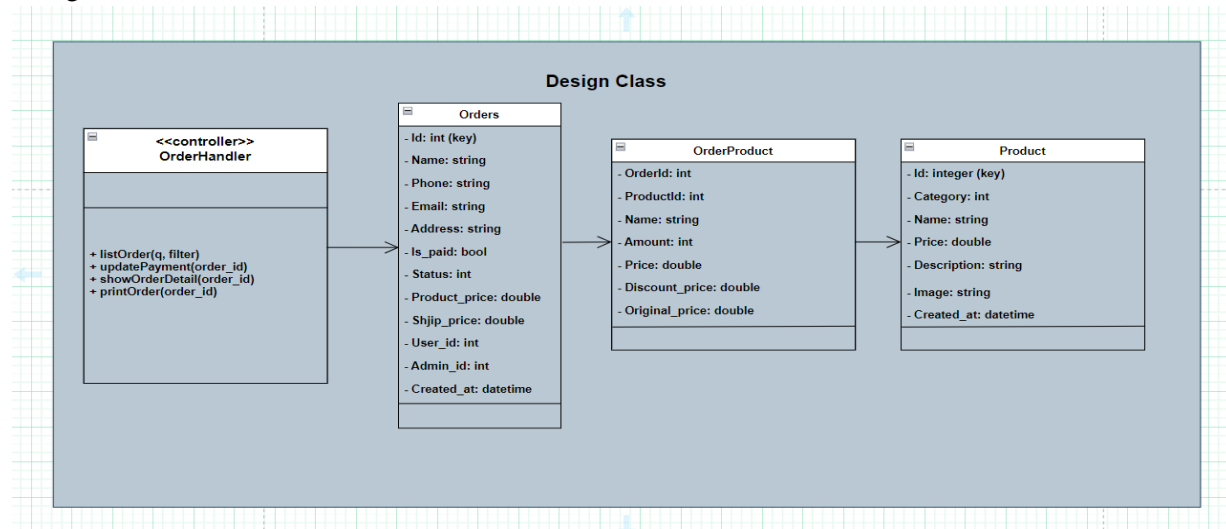 Design Class
<<controller>>
OrderHandler
+ listOrder(q, filter)
+ updatePayment(order_id)
+ showOrderDetail(order_id)
+ printOrder(order_id)
Orders
- Id: int (key)
- Name: string
- Phone: string
- Email: string
- Address: string
- Is_paid: bool
- Status: int
- Product_price: double
- Shjip_price: double
- User_id: int
- Admin_id: int
- Created_at: datetime
OrderProduct
- OrderId: int
- ProductId: int
- Name: string
- Amount: int
- Price: double
- Discount_price: double
- Original_price: double
Product
- Id: integer (key)
- Category: int
- Name: string
- Price: double
- Description: string
- Image: string
- Created_at: datetime